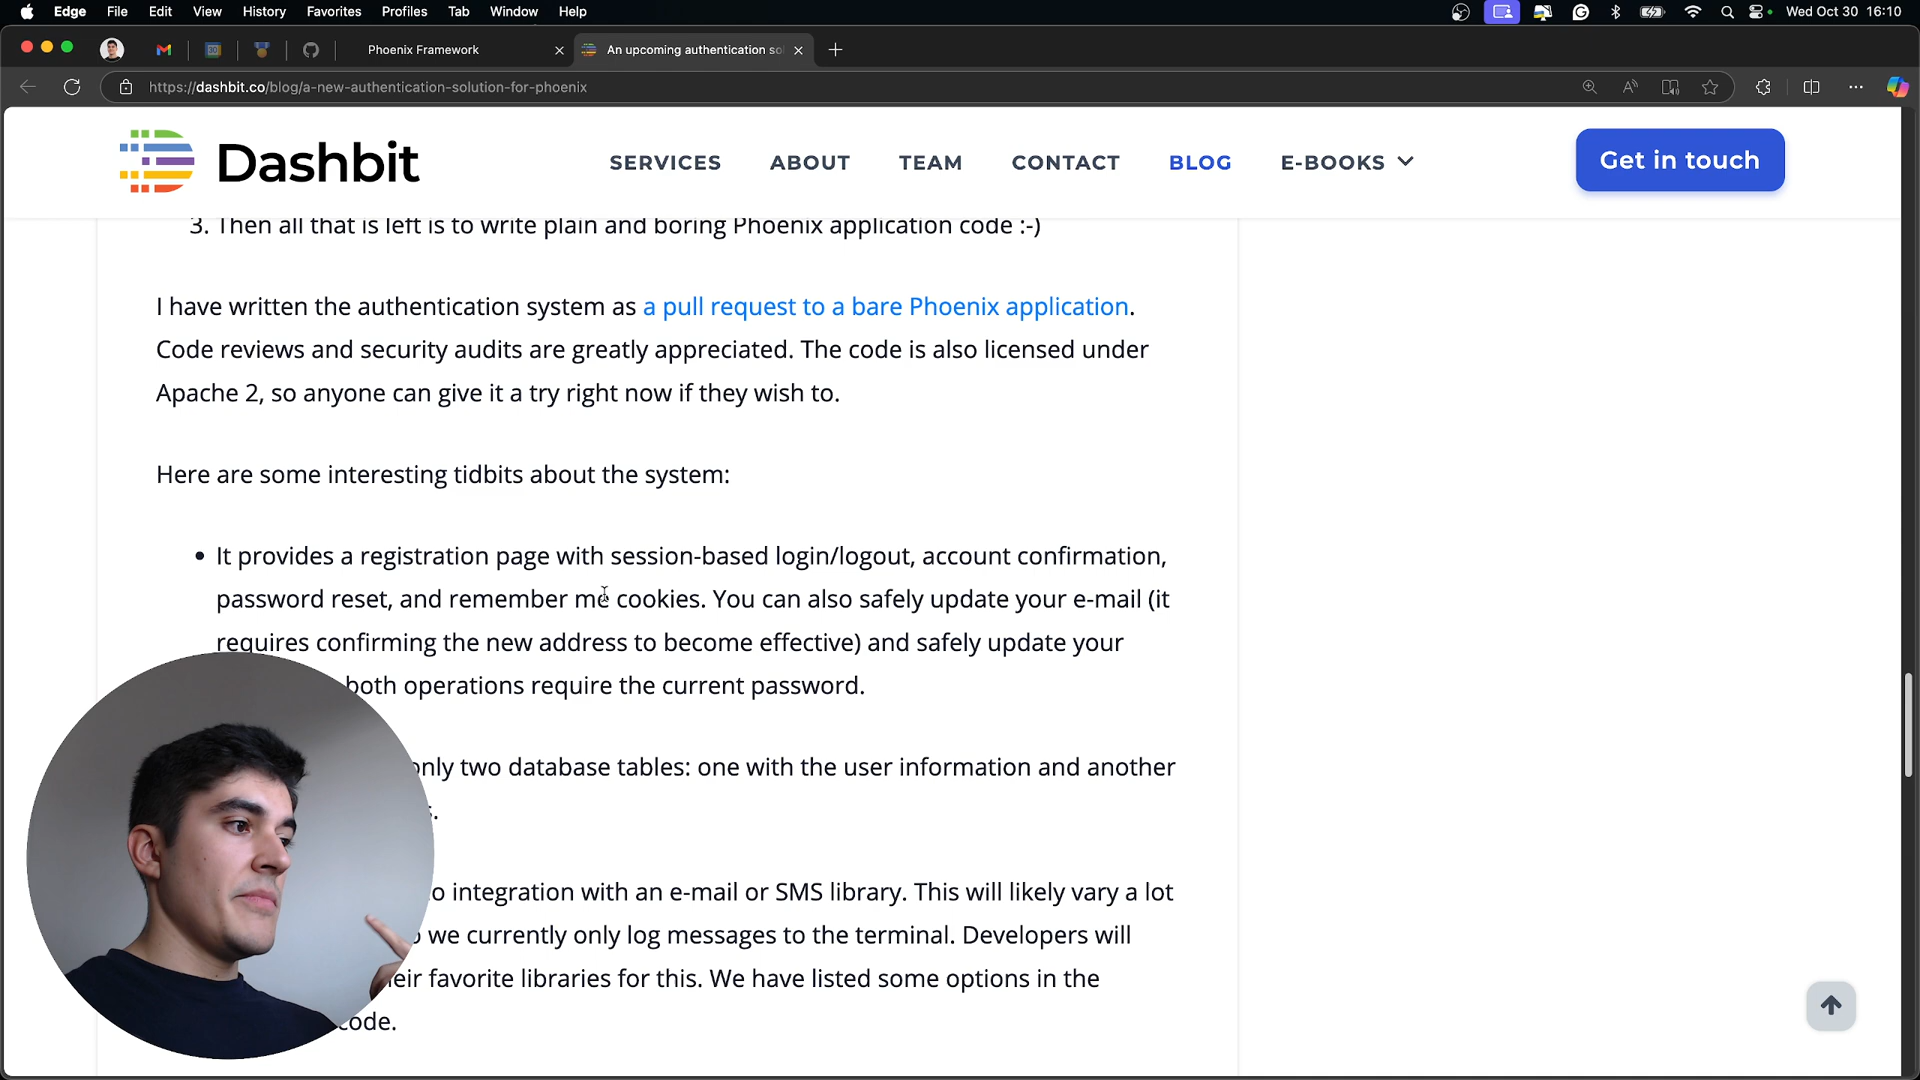 Edge File Edit View History Favorites Profiles Tab Window Help Wed Oct 30 16:10
Phoenix Framework An upcoming authentication so
https://dashbit.co/blog/a-new-authentication-solution-for-phoenix
Dashbit SERVICES ABOUT TEAM CONTACT BLOG E-BOOKS Get in touch
3. Then all that is left is to write plain and boring Phoenix application code :-)
I have written the authentication system as a pull request to a bare Phoenix application.
Code reviews and security audits are greatly appreciated. The code is also licensed under
Apache 2, so anyone can give it a try right now if they wish to.
Here are some interesting tidbits about the system:
• It provides a registration page with session-based login/logout, account confirmation,
password reset, and remember me cookies. You can also safely update your e-mail (it
requires confirming the new address to become effective) and safely update your
both operations require the current password.
only two database tables: one with the user information and another
integration with an e-mail or SMS library. This will likely vary a lot
we currently only log messages to the terminal. Developers will
favorite libraries for this. We have listed some options in the
code.